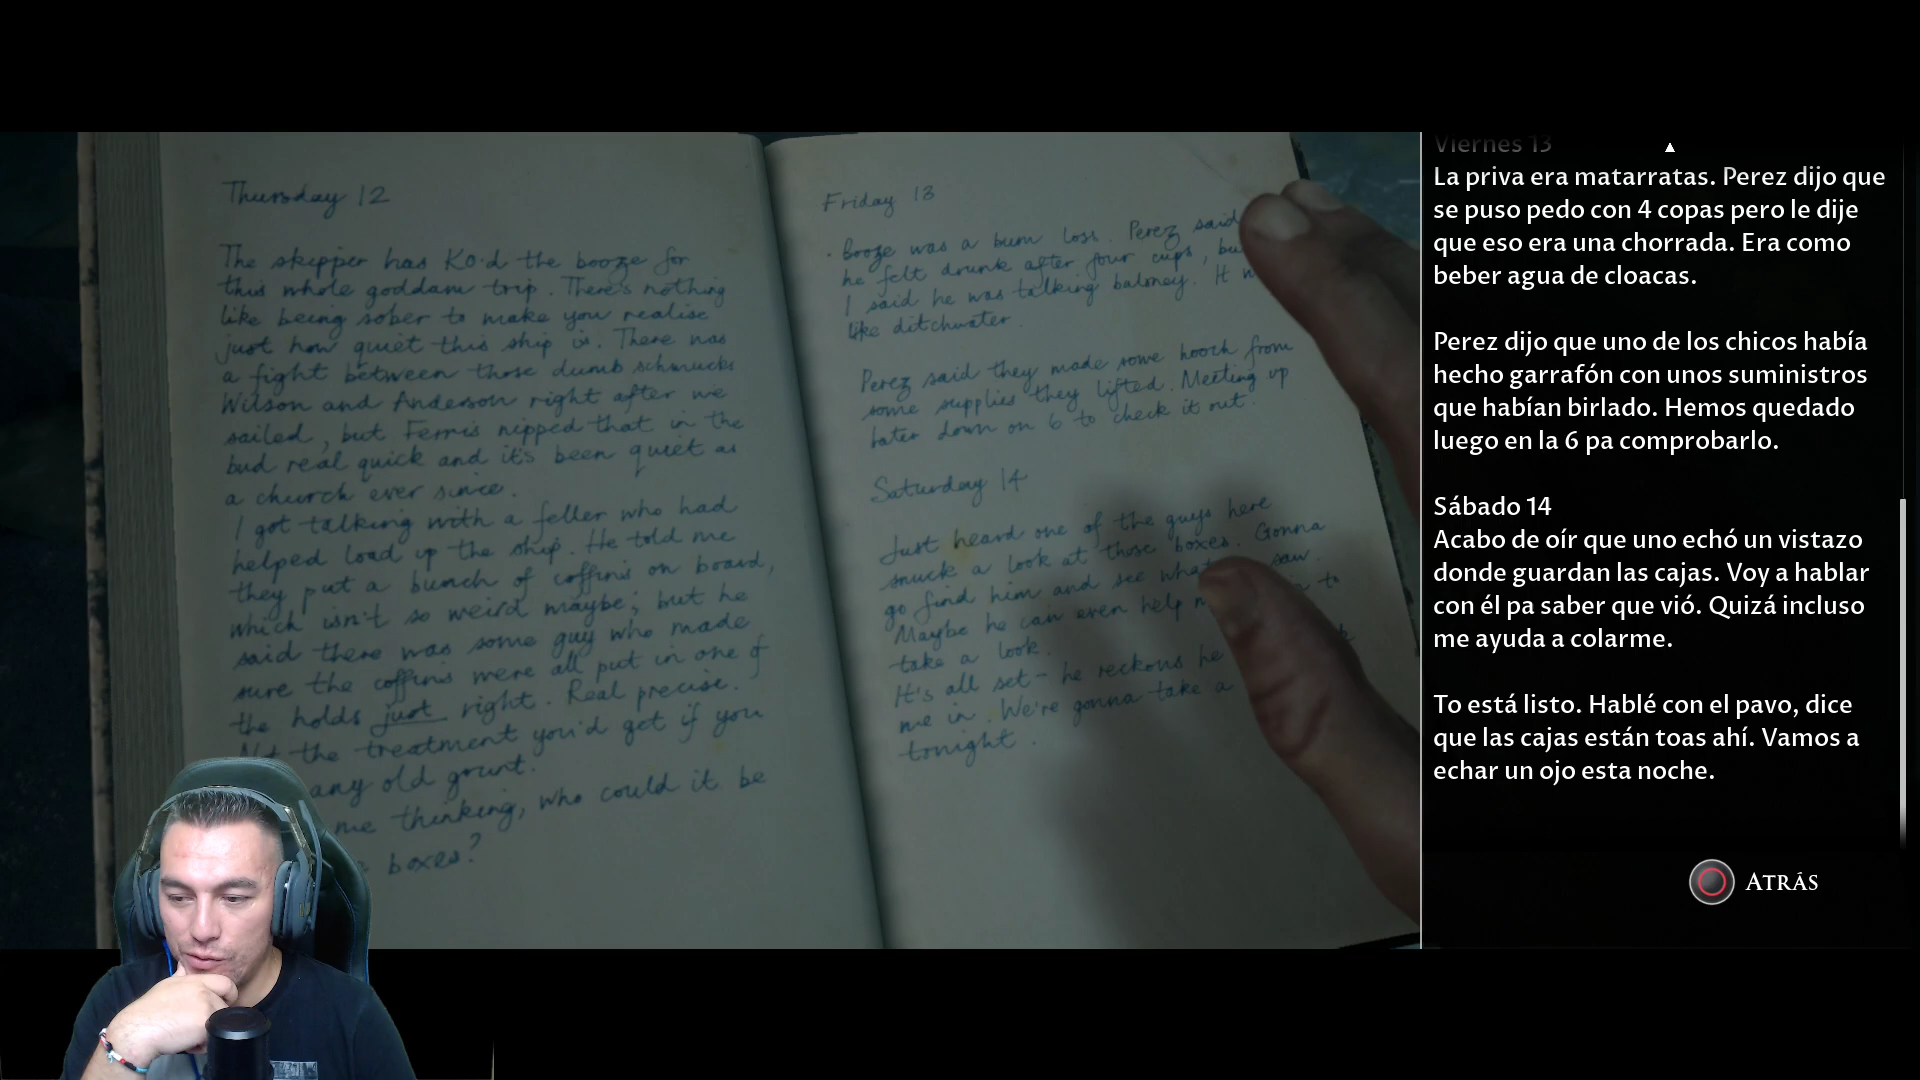 Thursday 12
The skipper has KO'd the booze for
this whole goddam trip. There's nothing
like being sober to make you realise
just how quiet this ship is. There was
a fight between those dumb schmucks
Wilson and Anderson right after we
sailed, but Ferris nipped that in the
bud real quick and it's been quiet as
a church ever since.
I got talking with a feller who had
helped load up the ship. He told me
they put a bunch of coffins on board,
which isn't so weird maybe; but he
said there was some guy who made
sure the coffins were all put in one of
the holds just right. Real precise.
Not the treatment you'd get if you
any old grunt.
me thinking, who could it be
boxes?
Friday 13
Booze was a bum loss. Perez said
he felt drunk after four cups, but
I said he was talking baloney. It w
like ditchwater.
Perez said they made some hooch from
some supplies they lifted. Meeting up
later down on 6 to check it out.
Saturday 14
Just heard one of the guys here
snuck a look at those boxes. Gonna
go find him and see what saw.
Maybe he can even help m in to
take a look.
It's all set - he reckons he
me in. We're gonna take a
tonight.
Viernes 13
La priva era matarratas. Perez dijo que
se puso pedo con 4 copas pero le dije
que eso era una chorrada. Era como
beber agua de cloacas.
Perez dijo que uno de los chicos había
hecho garrafón con unos suministros
que habían birlado. Hemos quedado
luego en la 6 pa comprobarlo.
Sábado 14
Acabo de oír que uno echó un vistazo
donde guardan las cajas. Voy a hablar
con él pa saber que vió. Quizá incluso
me ayuda a colarme.
To está listo. Hablé con el pavo, dice
que las cajas están toas ahí. Vamos a
echar un ojo esta noche.
ATRÁS